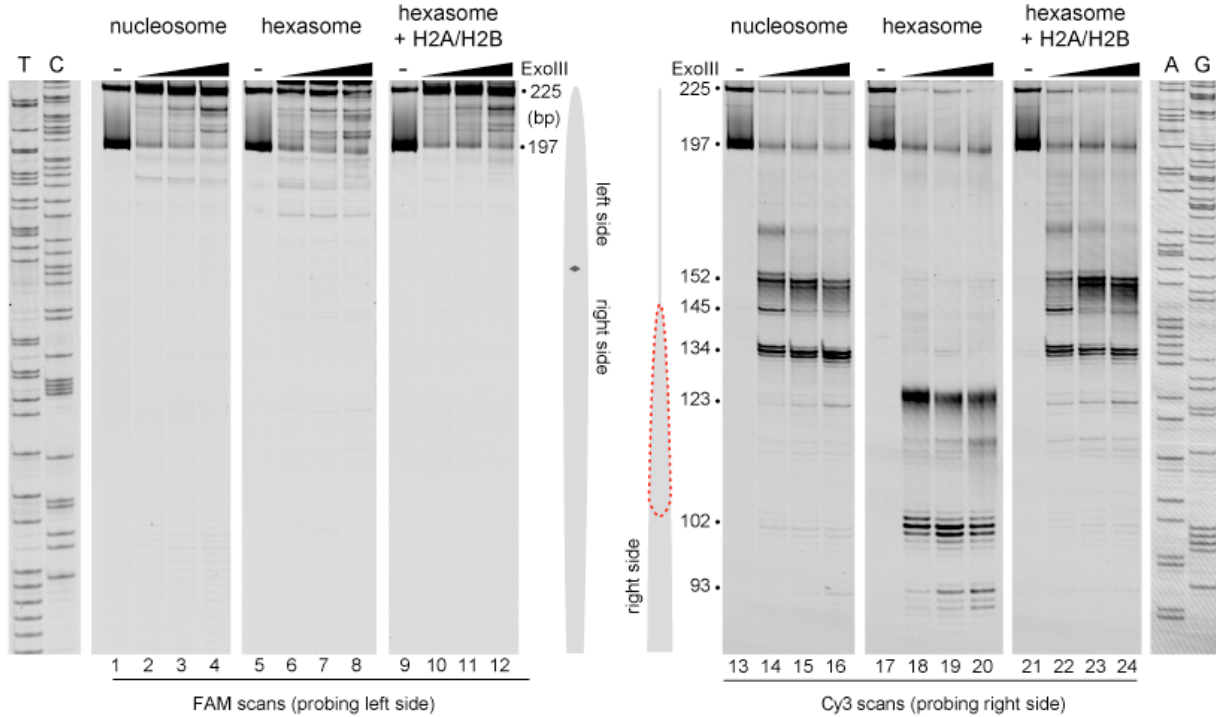 nucleosome hexasome hexasome + H2A/H2B
T C - - - ExoIII
225
(bp)
197
left side
right side
1 2 3 4 5 6 7 8 9 10 11 12
FAM scans (probing left side)
nucleosome hexasome hexasome + H2A/H2B
ExoIII - - - A G
225
197
152
145
134
123
102
93
right side
13 14 15 16 17 18 19 20 21 22 23 24
Cy3 scans (probing right side)